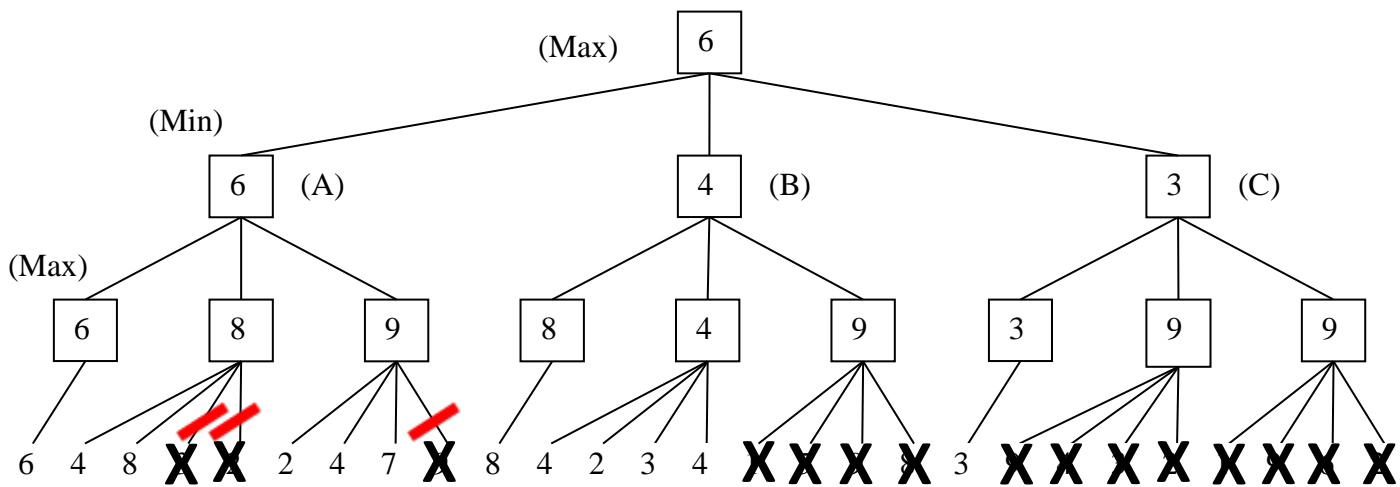 6
(Max)
(Min)
6 (A) 4 (B) 3 (C)
(Max)
6 8 9 8 4 9 3 9 9
6 4 8 X X 2 4 7 X 8 4 2 3 4 X X X X 3 X X X X X X X X